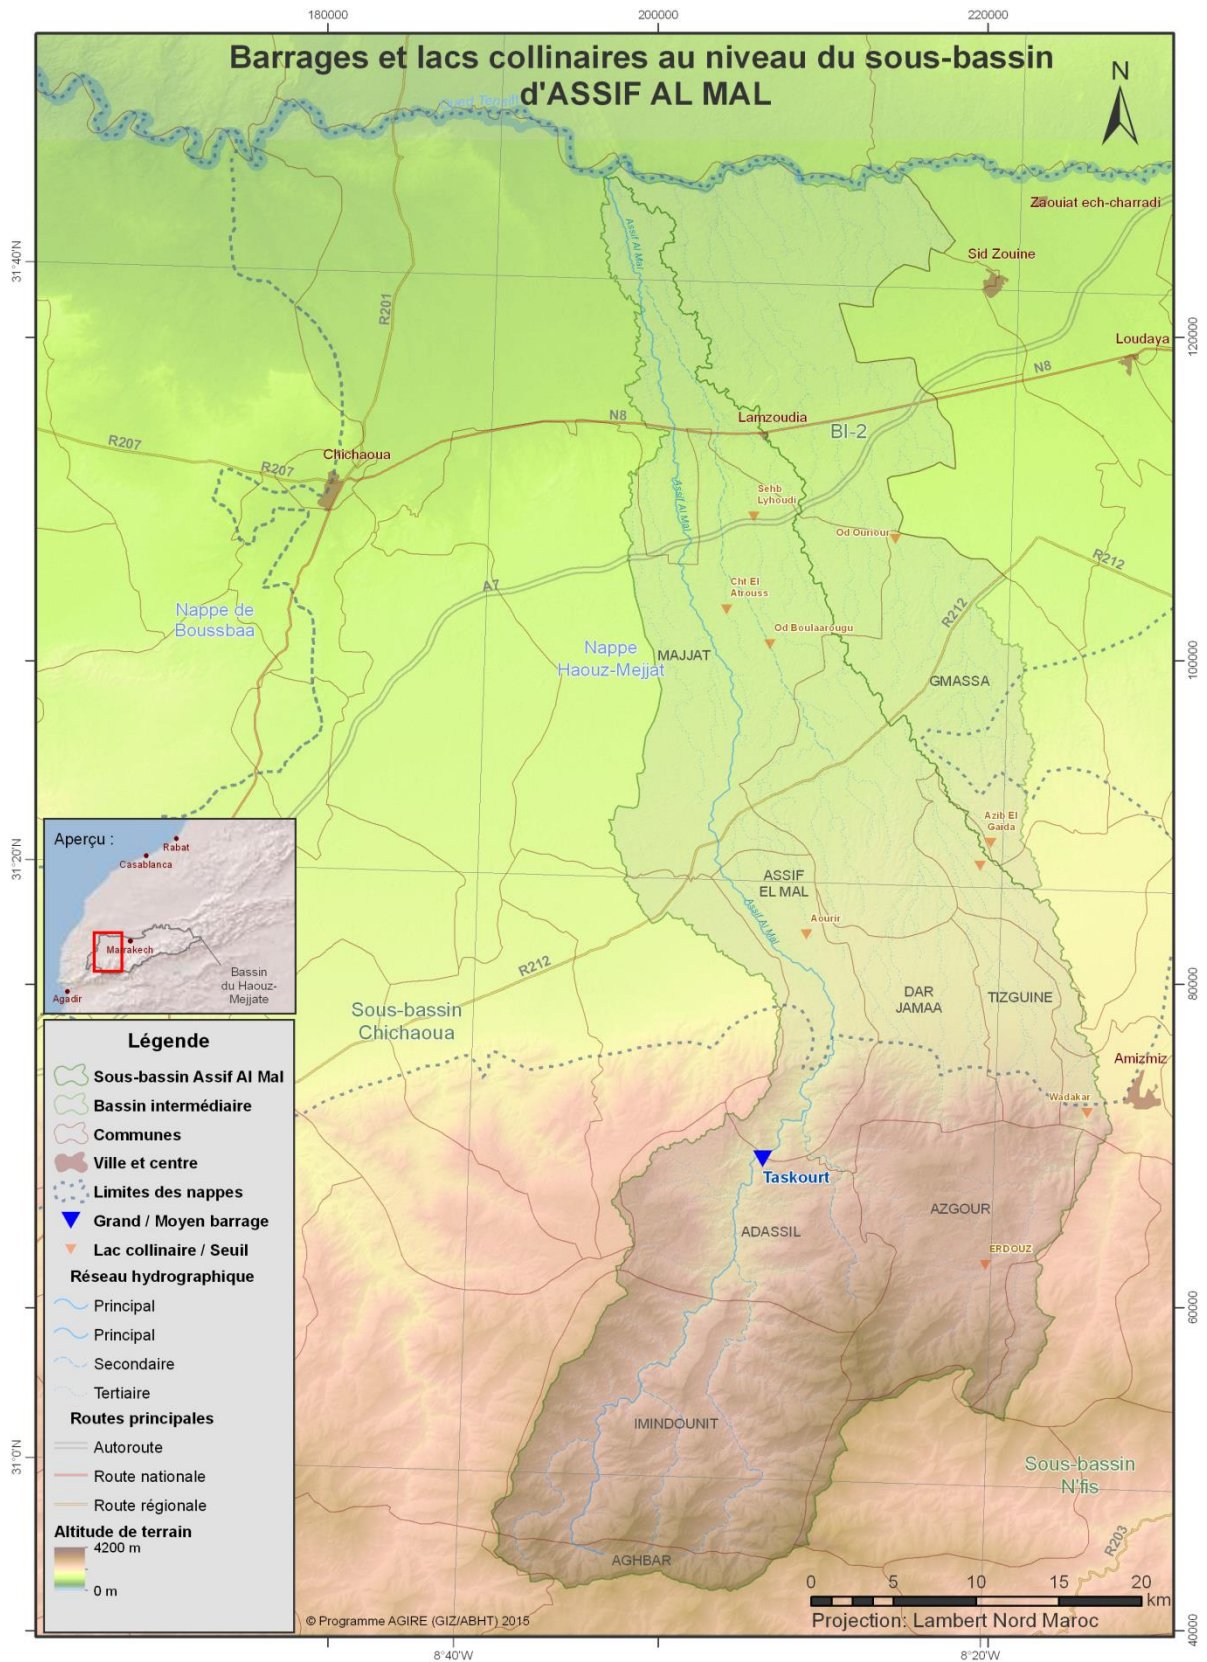 180000
200000
220000
Barrages et lacs collinaires au niveau du sous-bassin
d'ASSIF AL MAL
N
Zaouiat ech-charradi
Assif Al Mal
Sid Zouine
31°40'N
R201
120000
Loudaya
N8
N8
Lamzoudia
BI-2
R207
R207
Chichaoua
Sehb
Lyhoudi
Assif Al Mal
Od Ouriour
R212
A7
Cht El
Atrouss
R212
Nappe de
Boussbaa
Od Boulaarougu
Nappe
Haouz-Mejjat
MAJJAT
100000
GMASSA
Azib El
Gaida
31°20'N
ASSIF
EL MAL
Assif Al Mal
Aourir
R212
80000
DAR
JAMAA
TIZGUINE
Sous-bassin
Chichaoua
Amizmiz
Wadakar
Taskourt
AZGOUR
ADASSIL
ERDOUZ
60000
IMINDOUNIT
31°0'N
Sous-bassin
N'fis
R203
AGHBAR
Aperçu :
Rabat
Casablanca
Marrakech
Agadir
Bassin
du Haouz-
Mejjate
Légende
Sous-bassin Assif Al Mal
Bassin intermédiaire
Communes
Ville et centre
Limites des nappes
Grand / Moyen barrage
Lac collinaire / Seuil
Réseau hydrographique
Principal
Principal
Secondaire
Tertiaire
Routes principales
Autoroute
Route nationale
Route régionale
Altitude de terrain
4200 m
0 m
0 5 10 15 20
km
Projection: Lambert Nord Maroc
© Programme AGIRE (GIZ/ABHT) 2015
40000
8°40'W
8°20'W